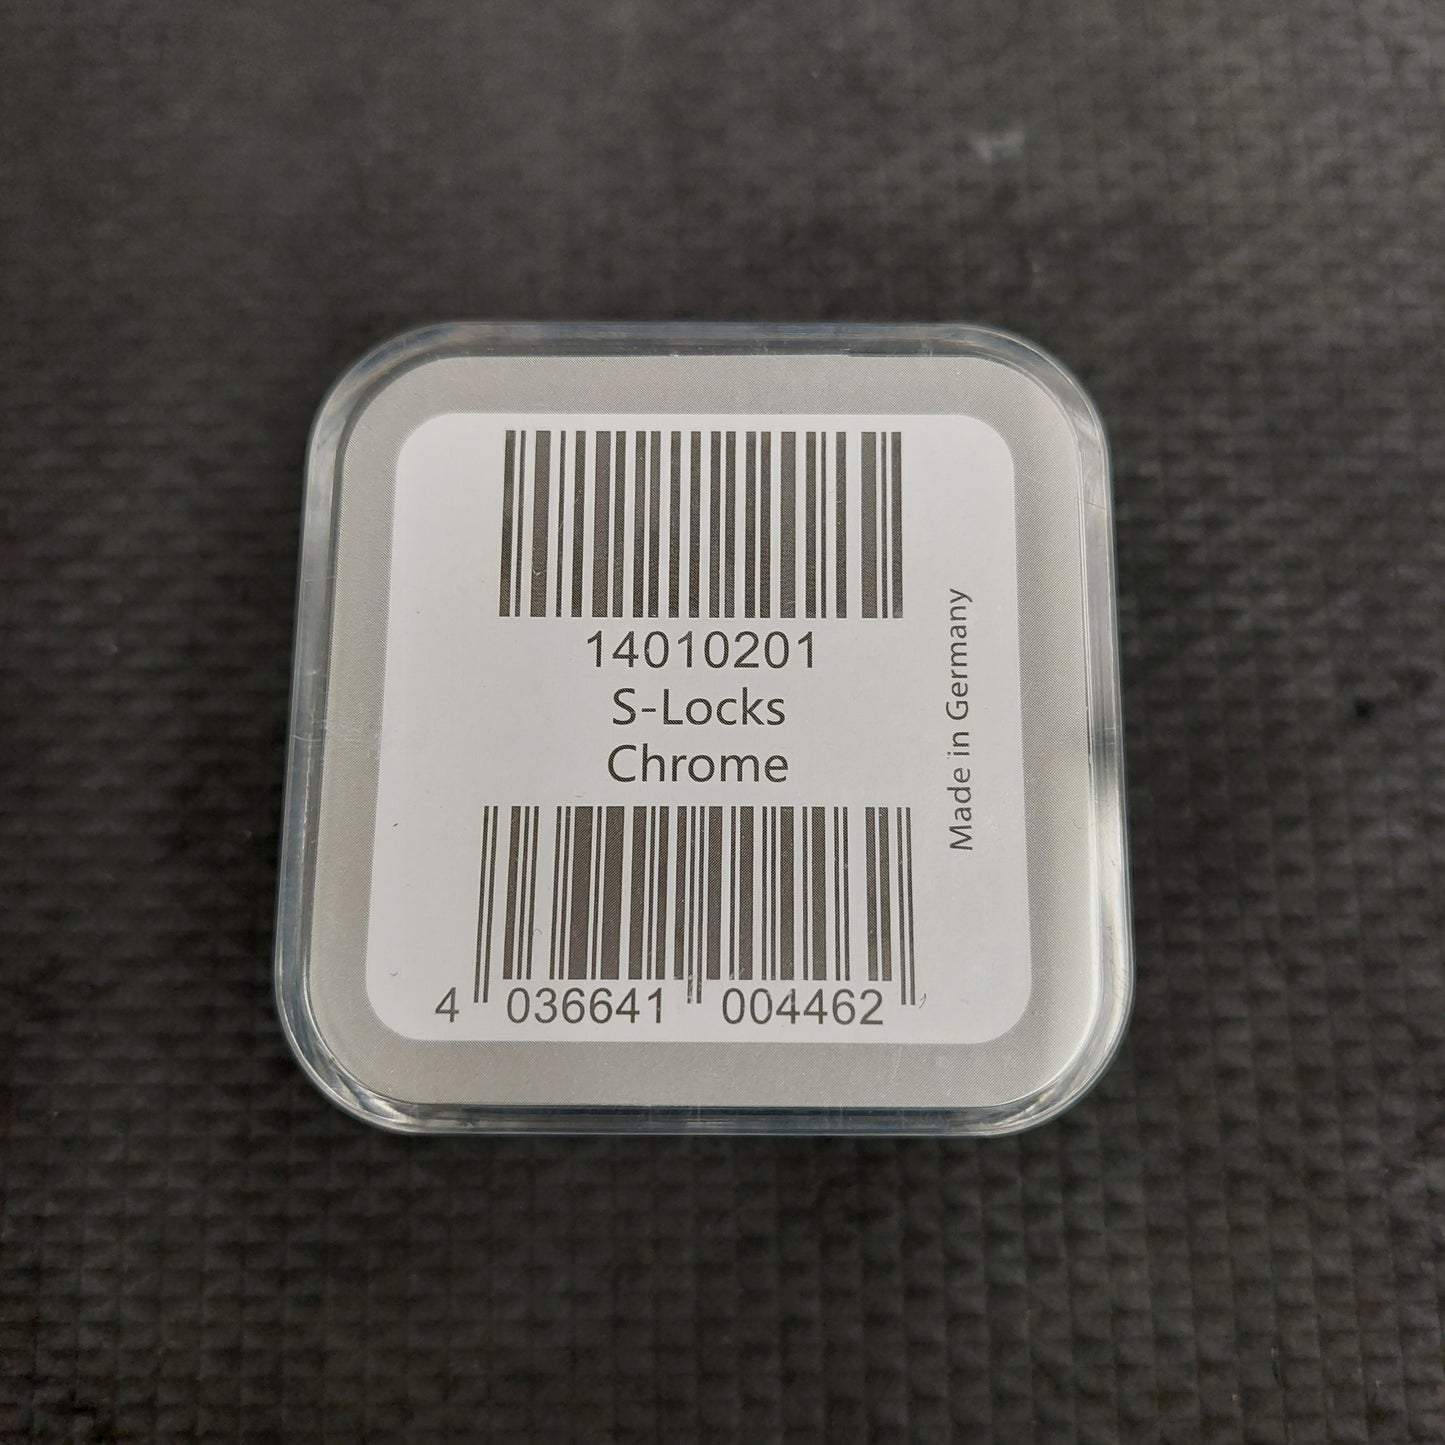 14010201
S-Locks
Chrome
4 036641 004462
Made in Germany